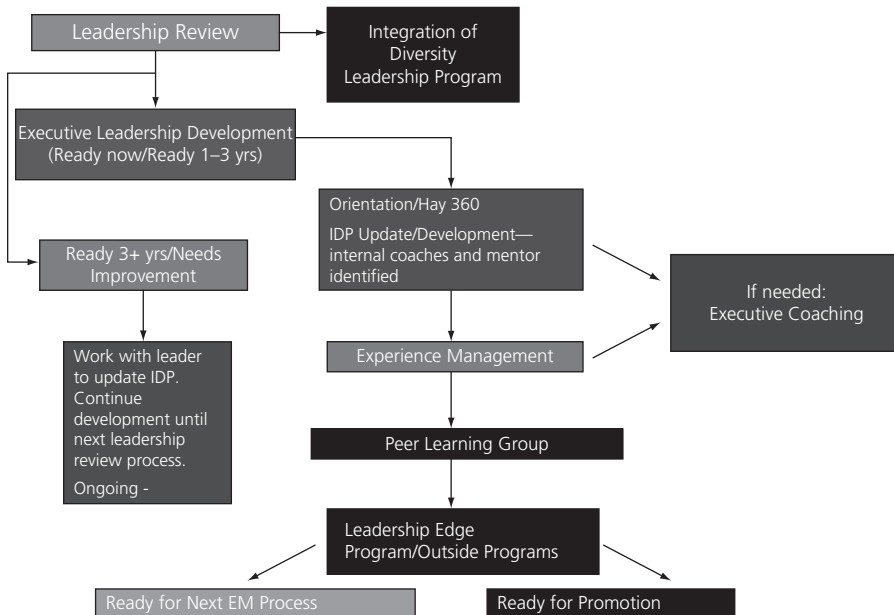 Leadership Review
Integration of
Diversity
Leadership Program
Executive Leadership Development
(Ready now/Ready 1–3 yrs)
Orientation/Hay 360
IDP Update/Development—
internal coaches and mentor
identified
Ready 3+ yrs/Needs
Improvement
If needed:
Executive Coaching
Work with leader
to update IDP.
Continue
development until
next leadership
review process.
Ongoing -
Experience Management
Peer Learning Group
Leadership Edge
Program/Outside Programs
Ready for Next EM Process
Ready for Promotion